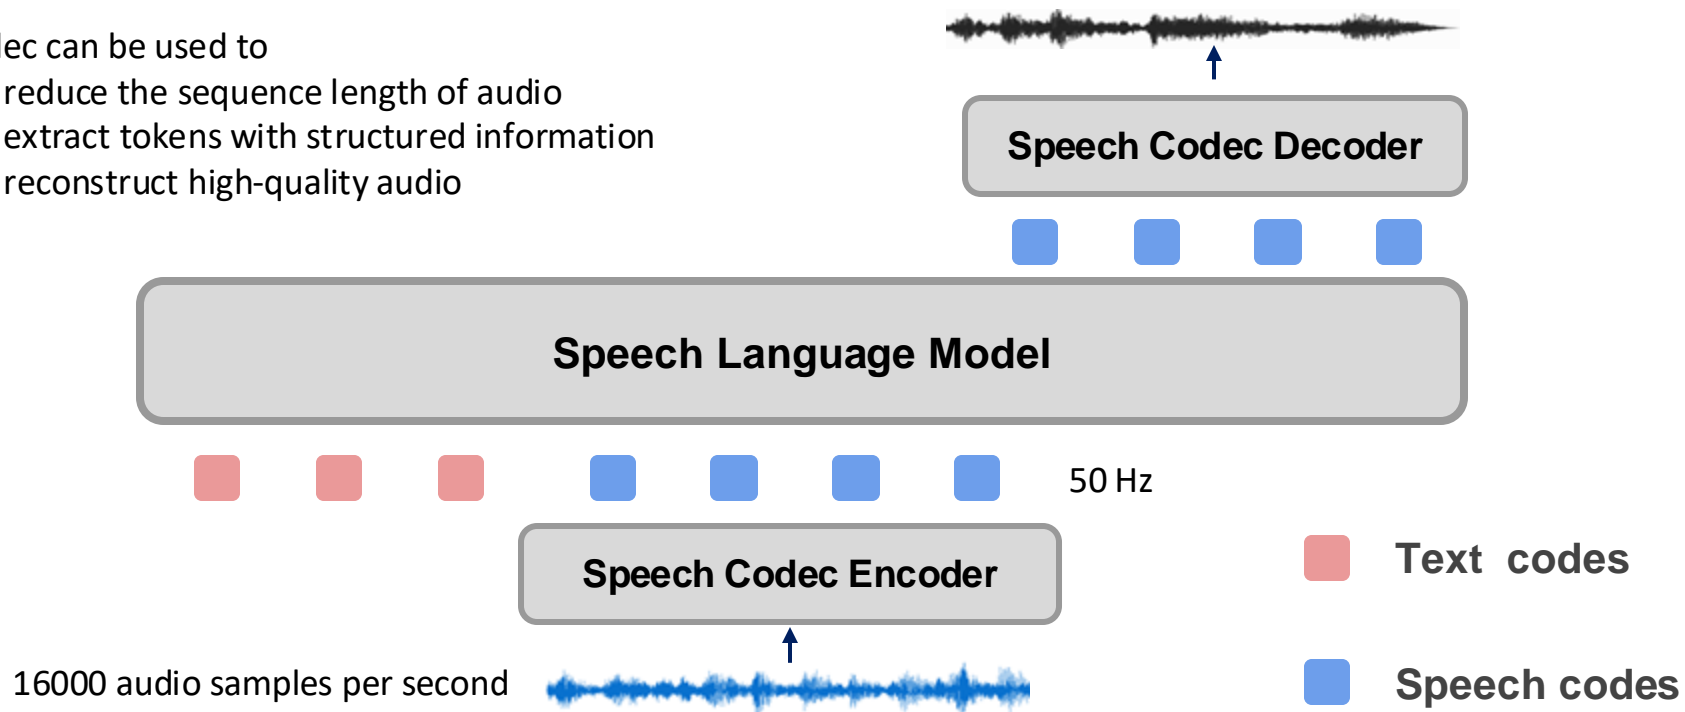 can be used to
reduce the sequence length of audio
extract tokens with structured information
reconstruct high-quality audio
Speech Codec Decoder
Speech Language Model
50 Hz
Speech Codec Encoder
Text codes
16000 audio samples per second
Speech codes